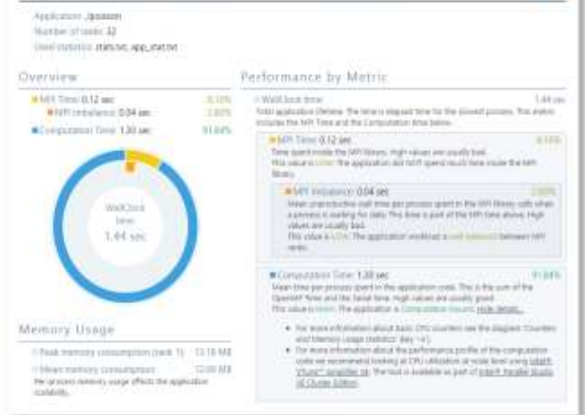 Application: ./poisson
Number of ranks: 32
Used statistics: stats.txt, app_stat.txt
Overview
MPI Time: 0.12 sec 8.16%
MPI Imbalance: 0.04 sec 2.80%
Computation Time: 1.30 sec 91.84%
WallClock
time:
1.44 sec
Memory Usage
Peak memory consumption (rank 1): 13.18 MB
Mean memory consumption: 12.99 MB
Per-process memory usage affects the application
scalability.
Performance by Metric
WallClock time: 1.44 sec
Total application lifetime. The time is elapsed time for the slowest process. This metric
includes the MPI Time and the Computation time below.
MPI Time: 0.12 sec 8.16%
Time spent inside the MPI library. High values are usually bad.
This value is LOW. The application did NOT spend much time inside the MPI
library.
MPI Imbalance: 0.04 sec 2.80%
Mean unproductive wait time per process spent in the MPI library calls when
a process is waiting for data. This time is part of the MPI time above. High
values are usually bad.
This value is LOW. The application workload is well balanced between MPI
ranks.
Computation Time: 1.30 sec 91.84%
Mean time per process spent in the application code. This is the sum of the
OpenMP Time and the Serial time. High values are usually good.
This value is HIGH. The application is Computation-bound. Hide details...
For more information about basic CPU counters see the diagram: Counters
and Memory usage statistics (key -x).
For more information about the performance profile of the computation
code we recommend looking at CPU utilization at node level using Intel®
VTune™ Amplifier XE. The tool is available as part of Intel® Parallel Studio
XE Cluster Edition.